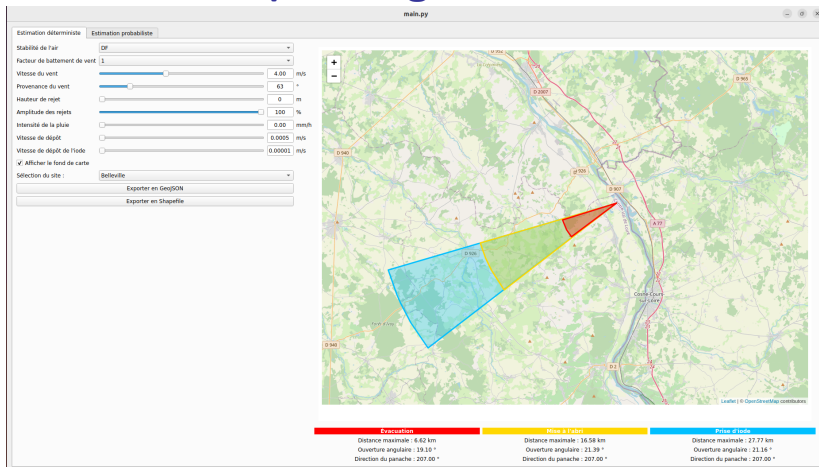 main.py
Estimation déterministe Estimation probabiliste
Stabilité de l'air DF
Facteur de battement de vent 1
Vitesse du vent 4.00 m/s
Provenance du vent 63 °
Hauteur de rejet 0 m
Amplitude des rejets 100 %
Intensité de la pluie 0.00 mm/h
Vitesse de dépôt 0.0005 m/s
Vitesse de dépôt de l'iode 0.00001 m/s
Afficher le fond de carte
Sélection du site : Belleville
Exporter en GeoJSON
Exporter en Shapefile
+
−
D 952
D 965
D 2007
D 940
D 926
D 907
A 77
D 926
Cosne-Cours-
sur-Loire
D 940
D 2
Leaflet | © OpenStreetMap contributors
Évacuation Mise à l'abri Prise d'iode
Distance maximale : 6.62 km Distance maximale : 16.58 km Distance maximale : 27.77 km
Ouverture angulaire : 19.10 ° Ouverture angulaire : 21.39 ° Ouverture angulaire : 21.16 °
Direction du panache : 207.00 ° Direction du panache : 207.00 ° Direction du panache : 207.00 °